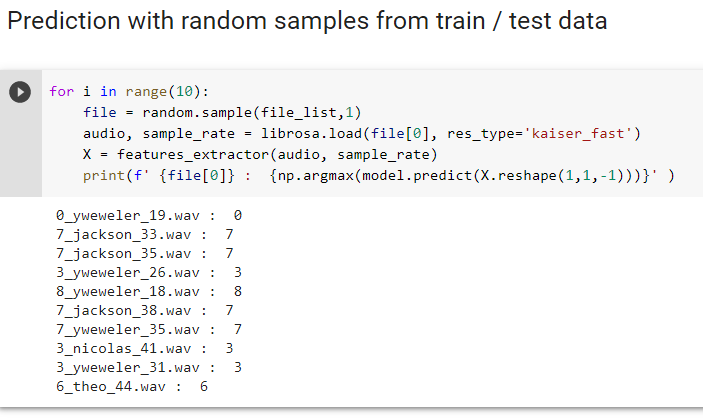 Prediction with random samples from train / test data
for i in range(10):
    file = random.sample(file_list,1)
    audio, sample_rate = librosa.load(file[0], res_type='kaiser_fast')
    X = features_extractor(audio, sample_rate)
    print(f' {file[0]} :  {np.argmax(model.predict(X.reshape(1,1,-1)))}' )
0_yweweler_19.wav :  0
7_jackson_33.wav :  7
7_jackson_35.wav :  7
3_yweweler_26.wav :  3
8_yweweler_18.wav :  8
7_jackson_38.wav :  7
7_yweweler_35.wav :  7
3_nicolas_41.wav :  3
3_yweweler_31.wav :  3
6_theo_44.wav :  6